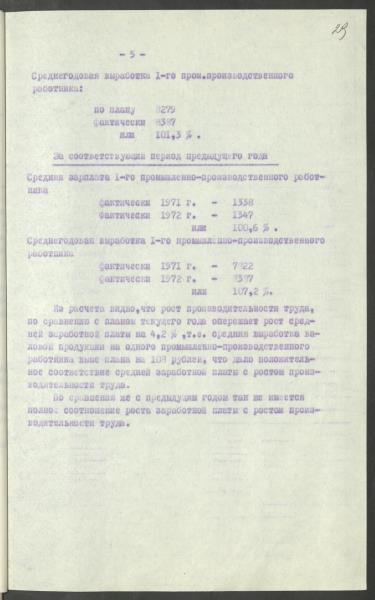 29
- 5 -
Среднегодовая выработка I-го пром.производственного
работника:
по плану 8279
фактически 8387
или 101,3 % .
За соответствующий период предыдущего года
Средняя зарплата I-го промышленно-производственного работ-
ника
фактически 1971 г. - 1338
фактически 1972 г. - 1347
или 100,6 % .
Среднегодовая выработка I-го промышленно-производственного
работника
фактически 1971 г. - 7822
фактически 1972 г. - 8387
или 107,2 %.
Из расчета видно,что рост производительности труда,
по сравнению с планом текущего года опережает рост сред-
ней заработной платы на 4,2 % ,т.е. средняя выработка ва-
ловой продукции на одного промышленно-производственного
работника выше плана на 108 рублей, что дало положитель-
ное соответствие средней заработной платы с ростом произ-
водительности труда.
По сравнения же с предыдущим годом так же имеется
полное соотношение роста заработной платы с ростом произ-
водительности труда.